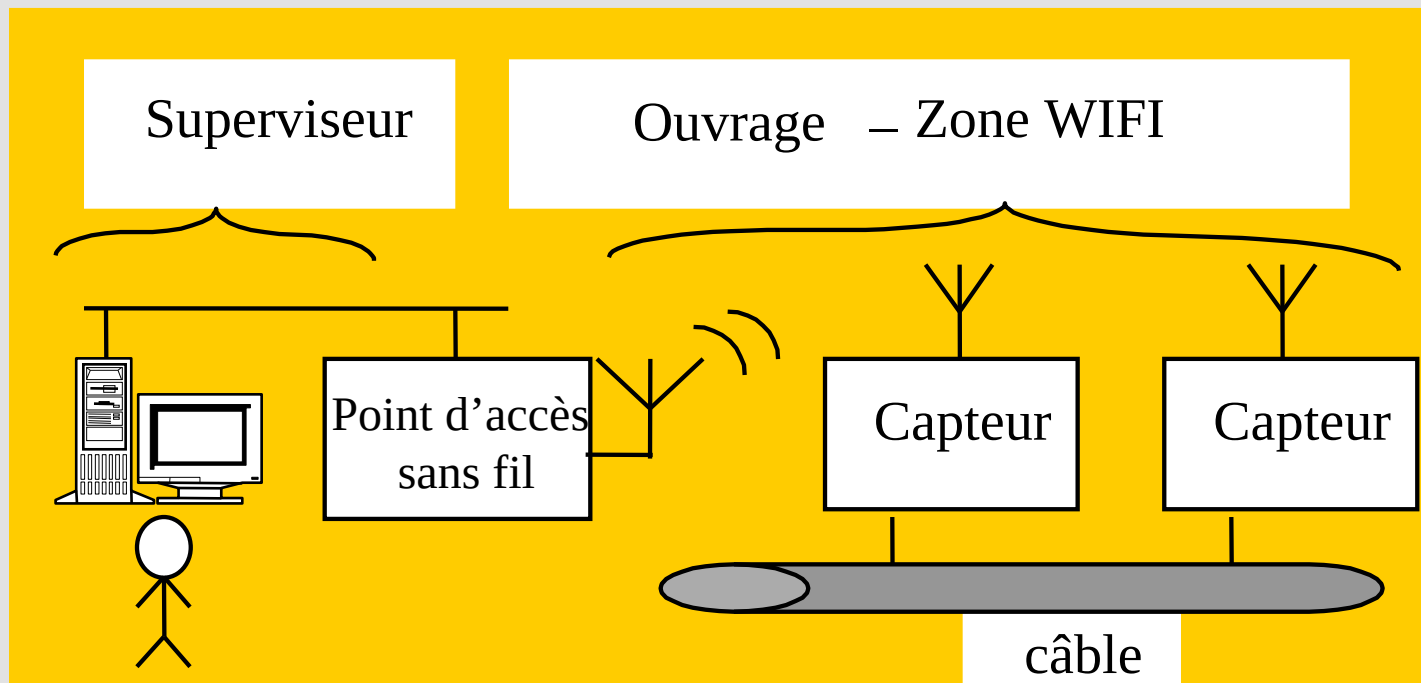 Superviseur
Ouvrage – Zone WIFI
Point d’accès
sans fil
Capteur
Capteur
câble